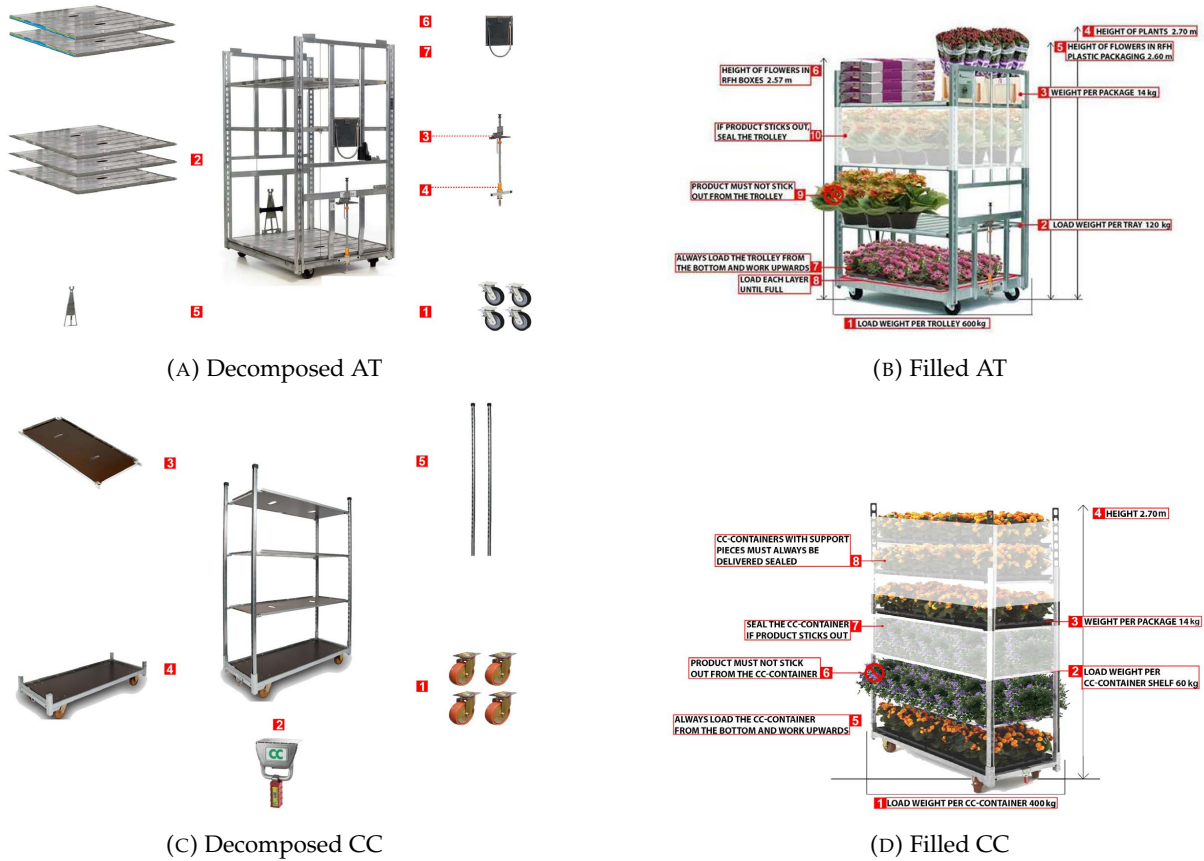 6
7
3
2
4
5
1
(A) Decomposed AT
4 HEIGHT OF PLANTS 2.70 m
5 HEIGHT OF FLOWERS IN RFH
PLASTIC PACKAGING 2.60 m
HEIGHT OF FLOWERS IN 6
RFH BOXES 2.57 m
3 WEIGHT PER PACKAGE 14 kg
IF PRODUCT STICKS OUT,
SEAL THE TROLLEY 10
PRODUCT MUST NOT STICK
OUT FROM THE TROLLEY 9
2 LOAD WEIGHT PER TRAY 120 kg
ALWAYS LOAD THE TROLLEY FROM
THE BOTTOM AND WORK UPWARDS 7
LOAD EACH LAYER 8
UNTIL FULL
1 LOAD WEIGHT PER TROLLEY 600kg
(B) Filled AT
3
5
4
1
2
CC
(C) Decomposed CC
4 HEIGHT 2.70m
CC-CONTAINERS WITH SUPPORT
PIECES MUST ALWAYS BE
DELIVERED SEALED 8
SEAL THE CC-CONTAINER 7
IF PRODUCT STICKS OUT
3 WEIGHT PER PACKAGE 14 kg
PRODUCT MUST NOT STICK
OUT FROM THE CC-CONTAINER 6
2 LOAD WEIGHT PER
CC-CONTAINER SHELF 60 kg
ALWAYS LOAD THE CC-CONTAINER 5
FROM THE BOTTOM AND WORK UPWARDS
1 LOAD WEIGHT PER CC-CONTAINER 400kg
(D) Filled CC